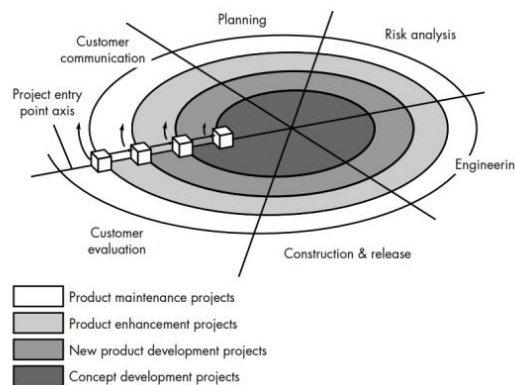 Planning
Customer
communication
Risk analysis
Project entry
point axis
Engineerin
Customer
evaluation
Construction & release
Product maintenance projects
Product enhancement projects
New product development projects
Concept development projects